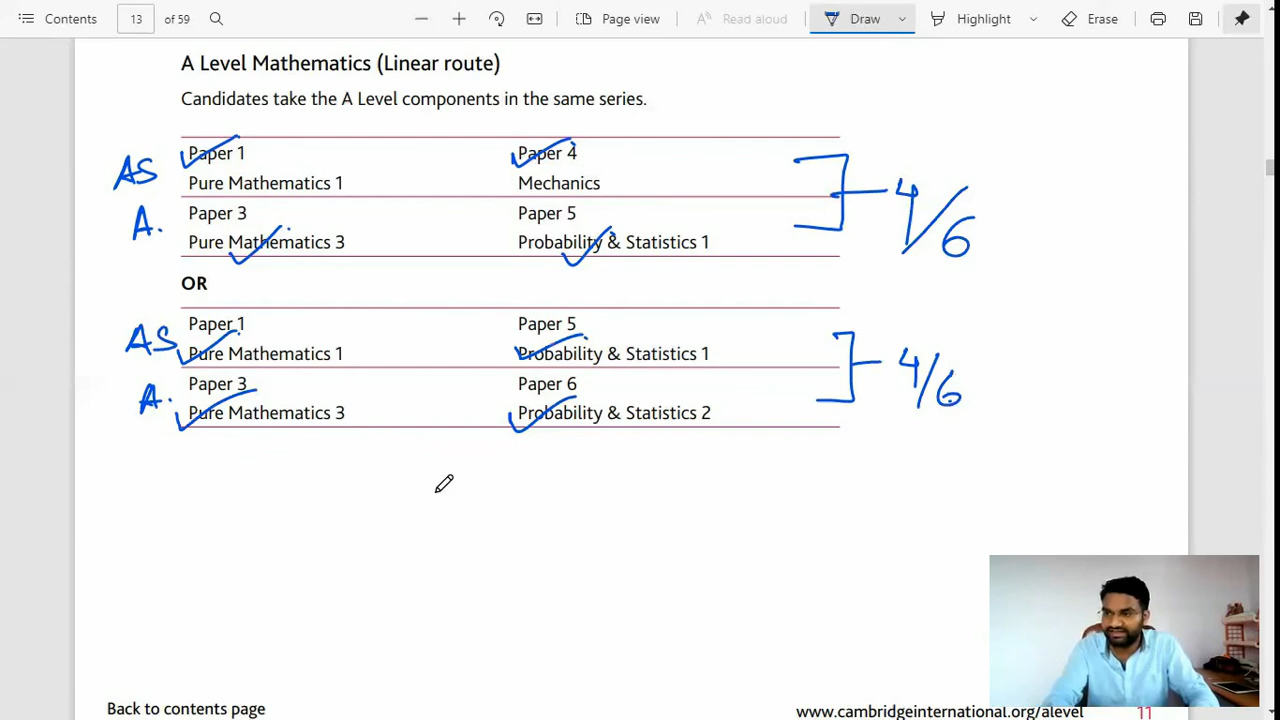 Contents
13 of 59
Page view
Read aloud
Draw
Highlight
Erase
A Level Mathematics (Linear route)
Candidates take the A Level components in the same series.
AS Paper 1 Paper 4
Pure Mathematics 1 Mechanics
A. Paper 3 Paper 5
Pure Mathematics 3 Probability & Statistics 1
4/6
OR
AS Paper 1 Paper 5
Pure Mathematics 1 Probability & Statistics 1
A. Paper 3 Paper 6
Pure Mathematics 3 Probability & Statistics 2
4/6
Back to contents page www.cambridgeinternational.org/alevel 11